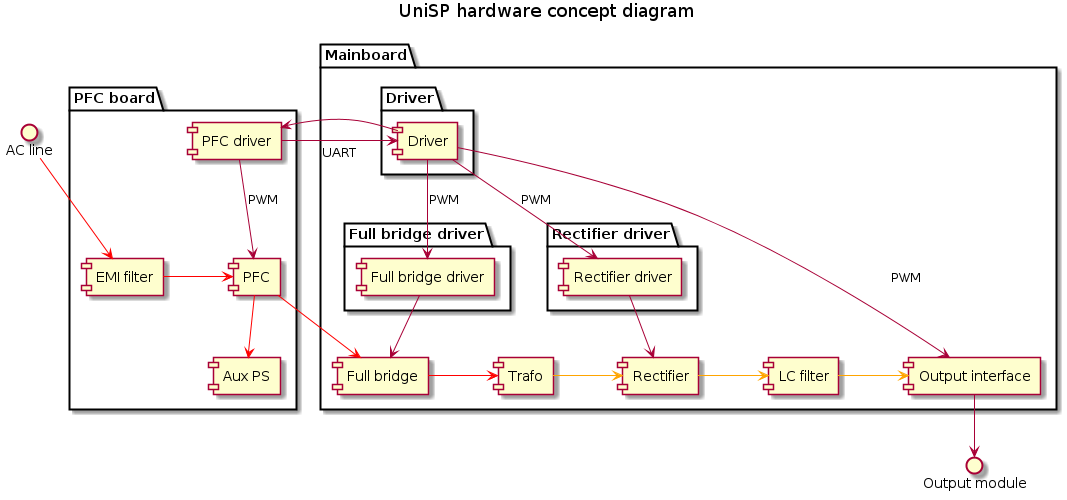 UniSP hardware concept diagram
Mainboard
PFC board
Driver
AC line
PFC driver
Driver
UART
PWM
PWM
PWM
Full bridge driver
Rectifier driver
EMI filter
PFC
Full bridge driver
Rectifier driver
PWM
Aux PS
Full bridge
Trafo
Rectifier
LC filter
Output interface
Output module